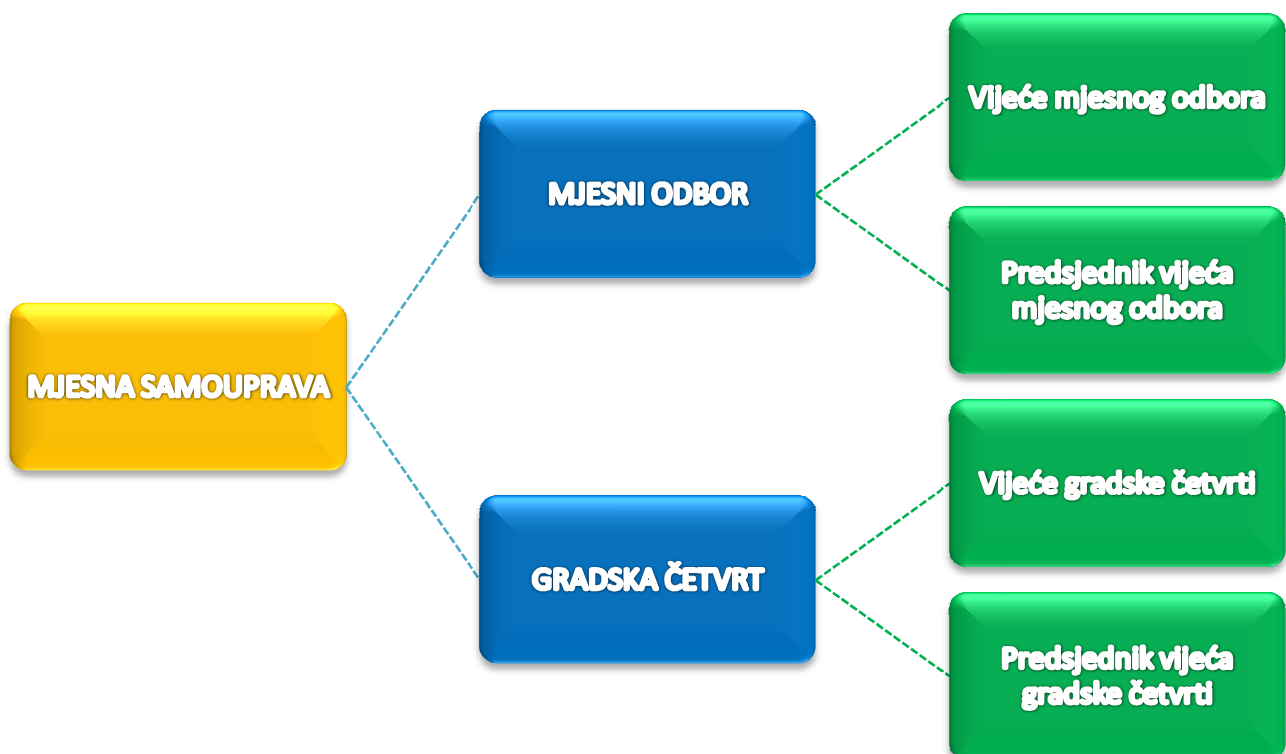 MJESNA SAMOUPRAVA
MJESNI ODBOR
Vijeće mjesnog odbora
Predsjednik vijeća
mjesnog odbora
GRADSKA ČETVRT
Vijeće gradske četvrti
Predsjednik vijeća
gradske četvrti